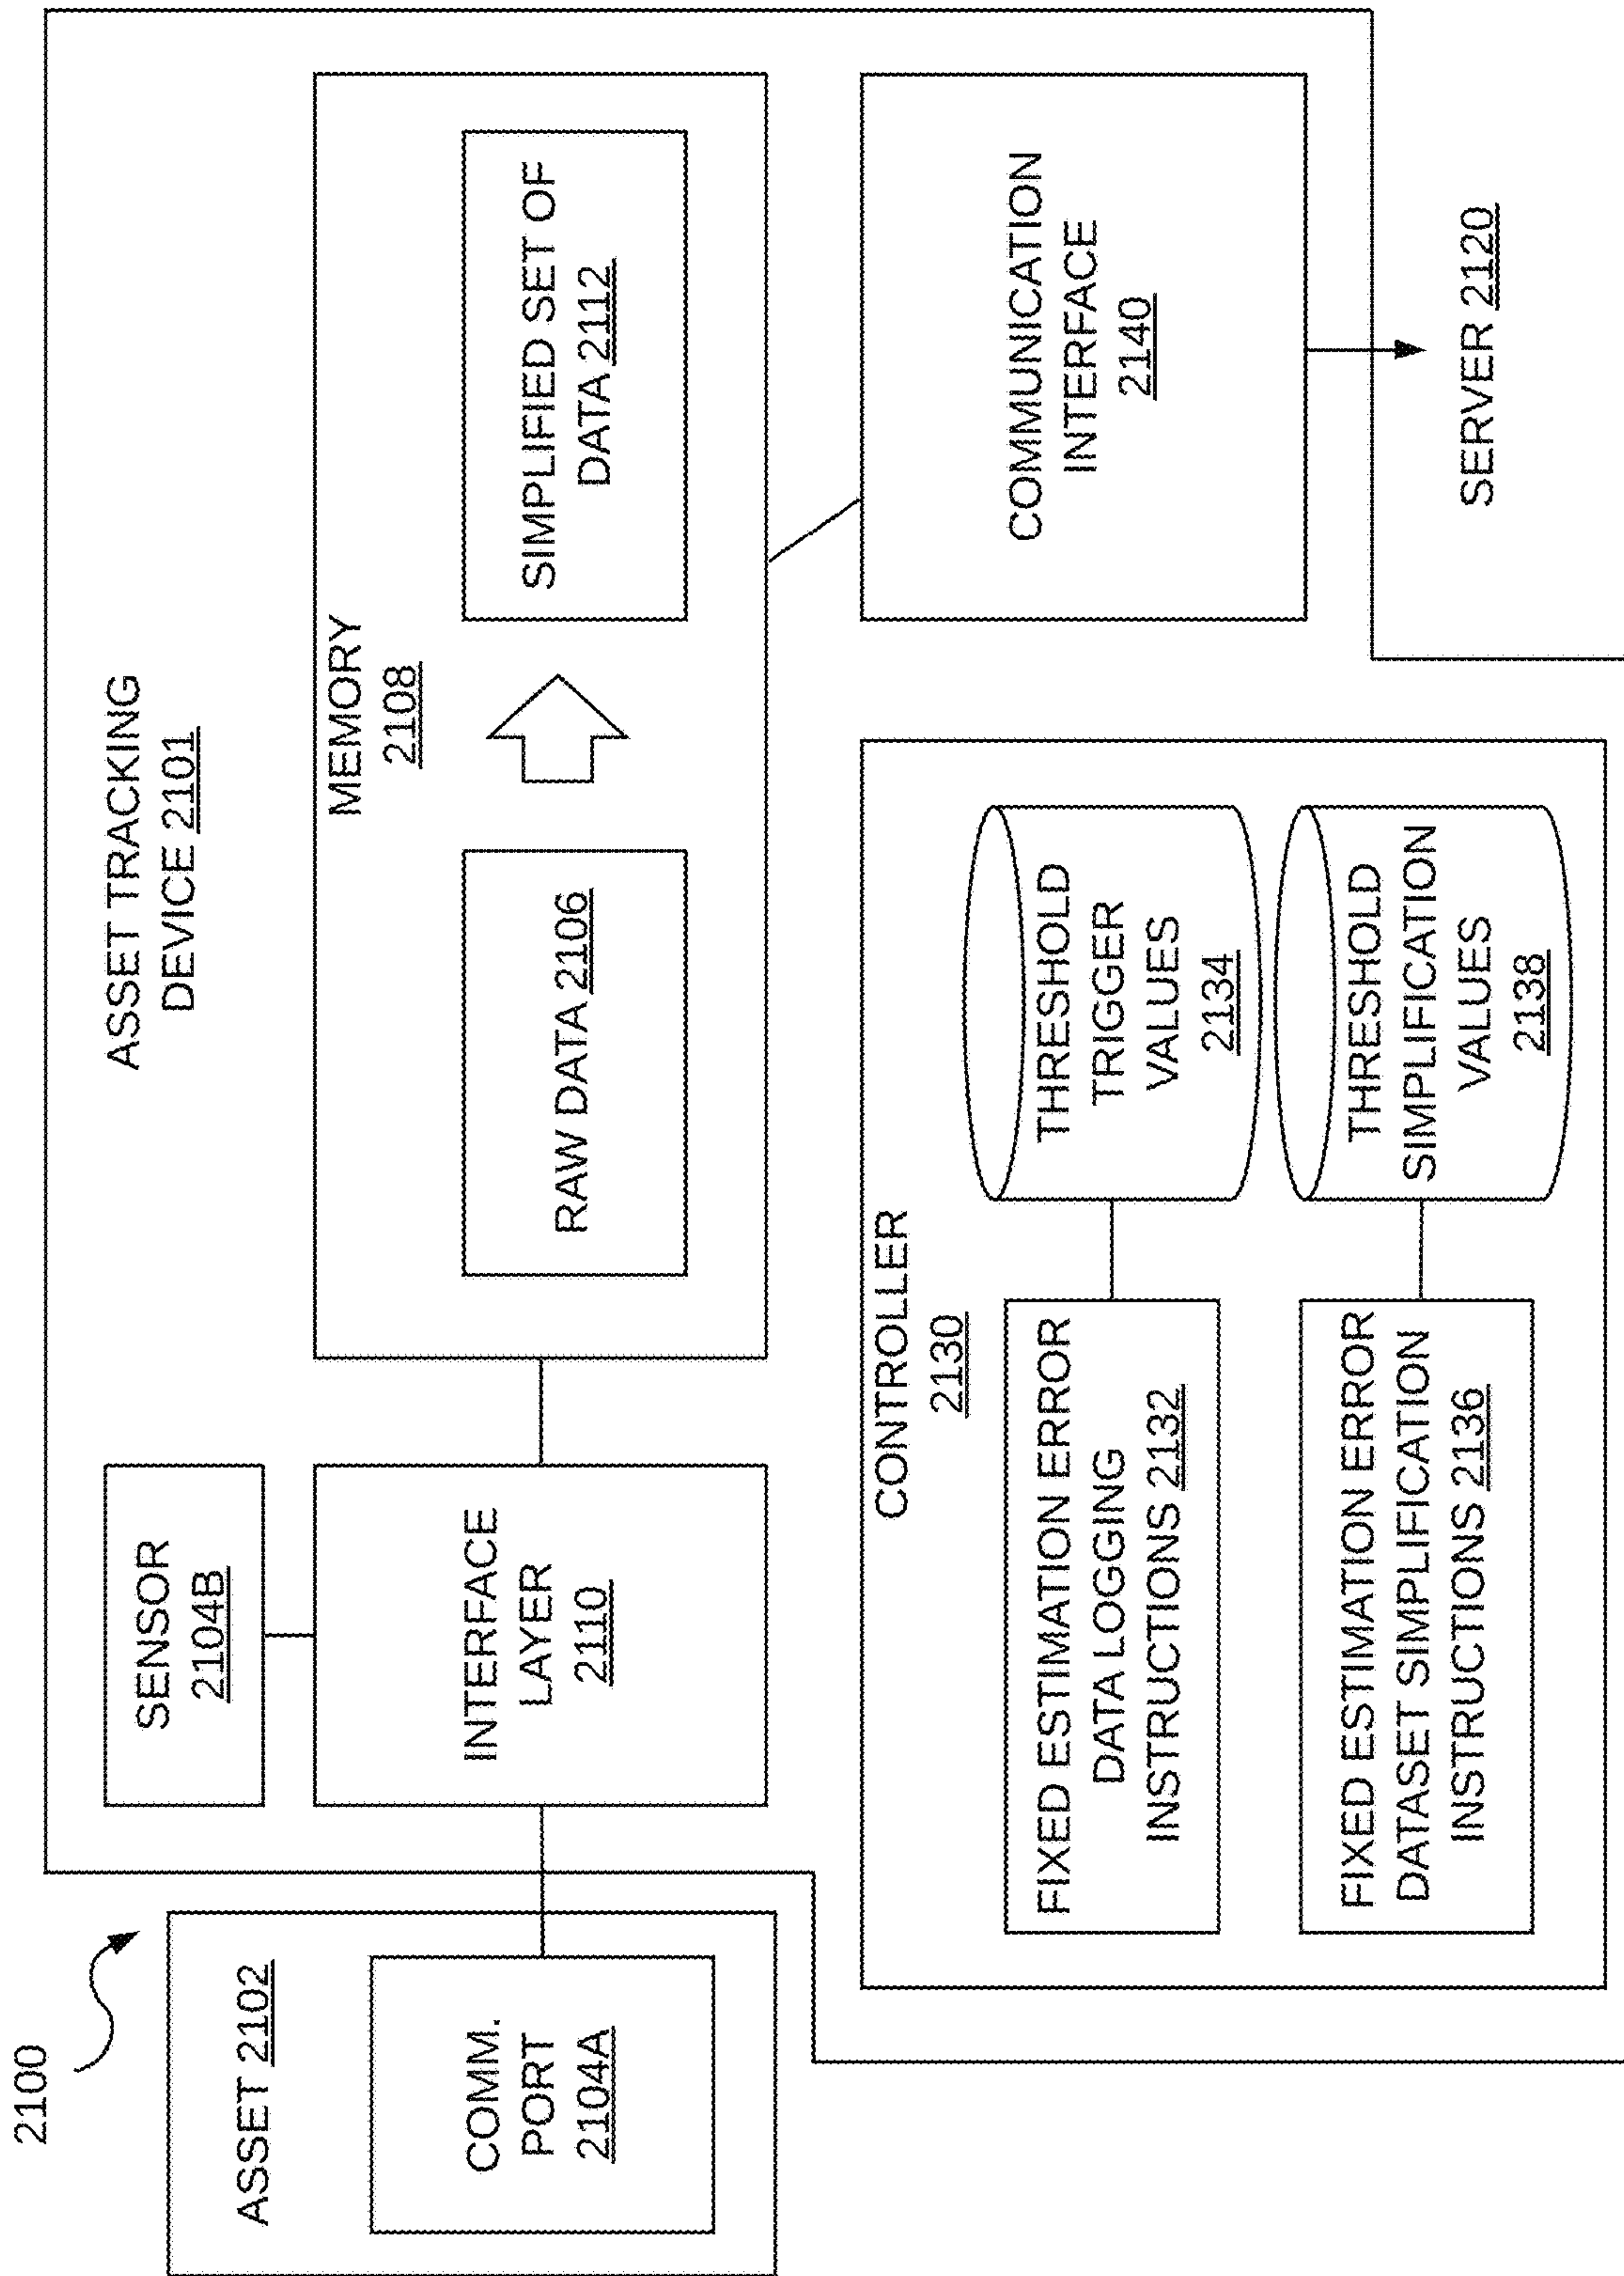 2100
ASSET 2102
COMM.
PORT
2104A
ASSET TRACKING
DEVICE 2101
SENSOR
2104B
INTERFACE
LAYER
2110
MEMORY
2108
RAW DATA 2106
SIMPLIFIED SET OF
DATA 2112
CONTROLLER
2130
FIXED ESTIMATION ERROR
DATA LOGGING
INSTRUCTIONS 2132
THRESHOLD
TRIGGER
VALUES
2134
FIXED ESTIMATION ERROR
DATASET SIMPLIFICATION
INSTRUCTIONS 2136
THRESHOLD
SIMPLIFICATION
VALUES
2138
COMMUNICATION
INTERFACE
2140
SERVER 2120